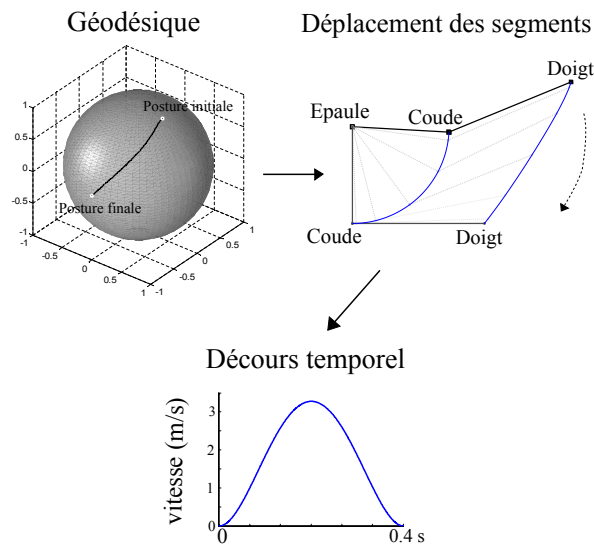 Géodésique
Déplacement des segments
Posture initiale
Posture finale
1
0.5
0
-0.5
-1
-1
-0.5
0
0.5
1
-1
-0.5
0
0.5
1
Doigt
Epaule
Coude
Coude
Doigt
Décours temporel
vitesse (m/s)
3
2
1
0
0
0.4 s